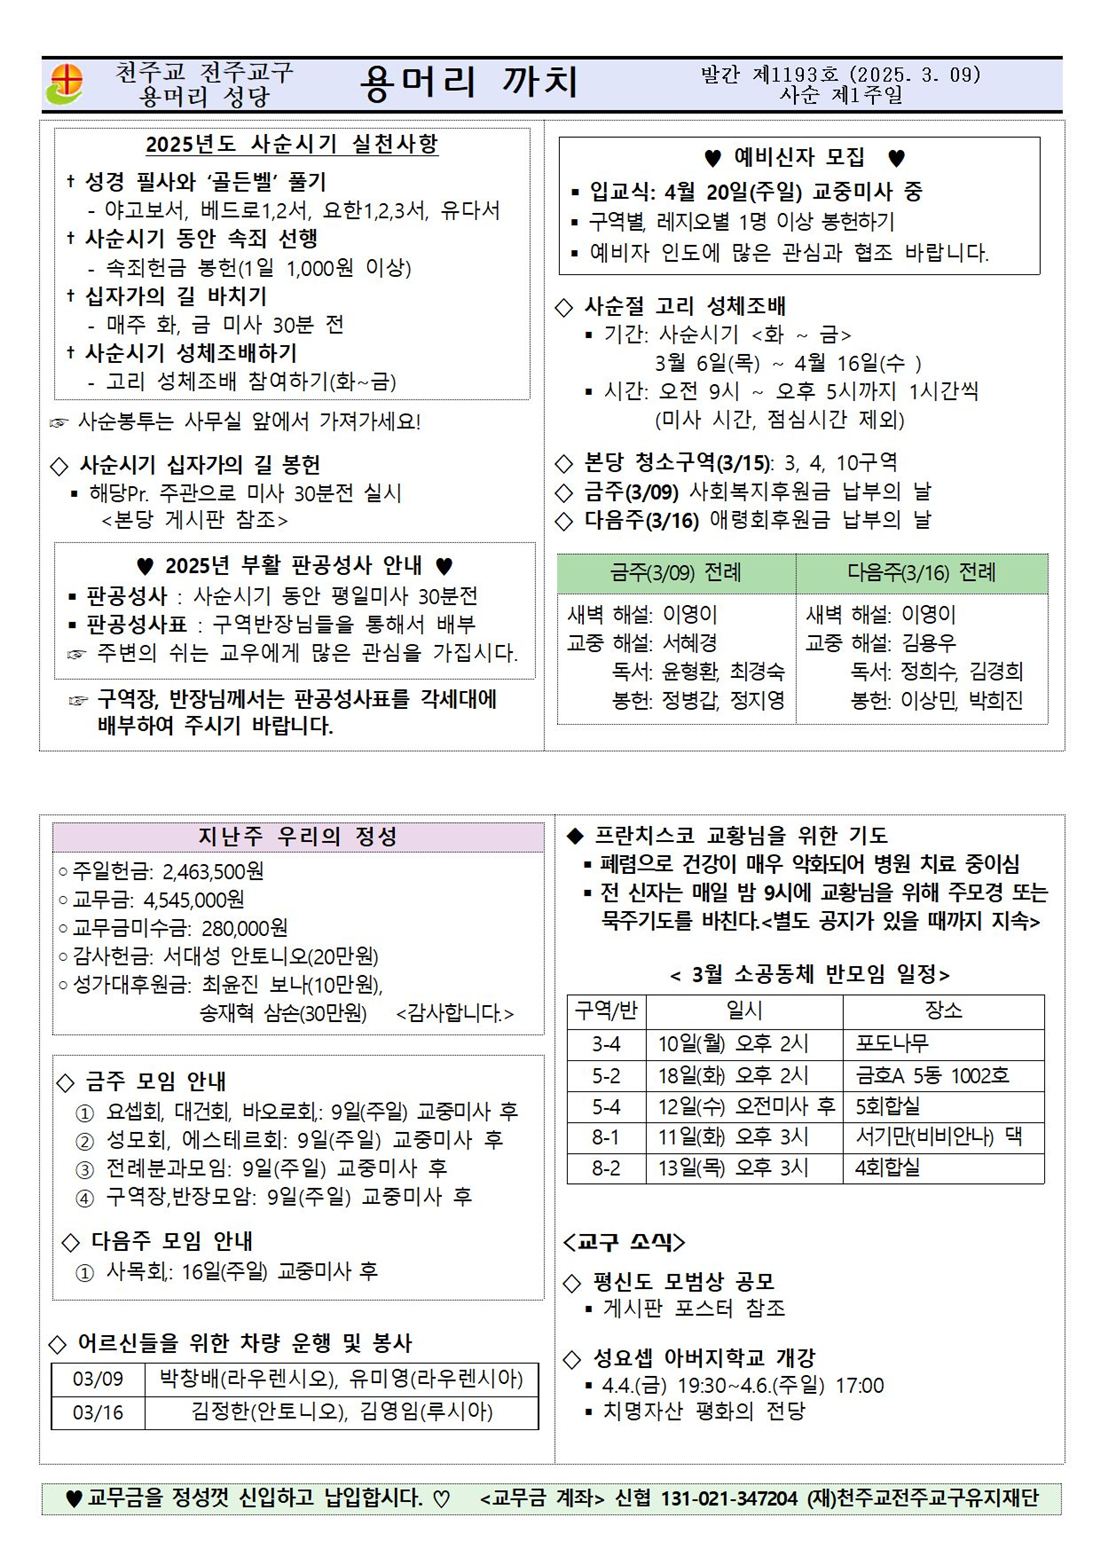 천주교 전주교구
용머리 성당
용머리 까치
발간 제1193호 (2025. 3. 09)
사순 제1주일
2025년도 사순시기 실천사항
† 성경 필사와 ‘골든벨’ 풀기
- 야고보서, 베드로1,2서, 요한1,2,3서, 유다서
† 사순시기 동안 속죄 선행
- 속죄헌금 봉헌(1일 1,000원 이상)
† 십자가의 길 바치기
- 매주 화, 금 미사 30분 전
† 사순시기 성체조배하기
- 고리 성체조배 참여하기(화~금)
☞ 사순봉투는 사무실 앞에서 가져가세요!
◇ 사순시기 십자가의 길 봉헌
▪ 해당Pr. 주관으로 미사 30분전 실시
<본당 게시판 참조>
♥ 2025년 부활 판공성사 안내 ♥
▪ 판공성사 : 사순시기 동안 평일미사 30분전
▪ 판공성사표 : 구역반장님들을 통해서 배부
☞ 주변의 쉬는 교우에게 많은 관심을 가집시다.
☞ 구역장, 반장님께서는 판공성사표를 각세대에
배부하여 주시기 바랍니다.
♥ 예비신자 모집 ♥
▪ 입교식: 4월 20일(주일) 교중미사 중
▪ 구역별, 레지오별 1명 이상 봉헌하기
▪ 예비자 인도에 많은 관심과 협조 바랍니다.
◇ 사순절 고리 성체조배
▪ 기간: 사순시기 <화 ~ 금>
3월 6일(목) ~ 4월 16일(수 )
▪ 시간: 오전 9시 ~ 오후 5시까지 1시간씩
(미사 시간, 점심시간 제외)
◇ 본당 청소구역(3/15): 3, 4, 10구역
◇ 금주(3/09) 사회복지후원금 납부의 날
◇ 다음주(3/16) 애령회후원금 납부의 날
금주(3/09) 전례 다음주(3/16) 전례
새벽 해설: 이영이 새벽 해설: 이영이
교중 해설: 서혜경 교중 해설: 김용우
독서: 윤형환, 최경숙 독서: 정희수, 김경희
봉헌: 정병갑, 정지영 봉헌: 이상민, 박희진
지난주 우리의 정성
○ 주일헌금: 2,463,500원
○ 교무금: 4,545,000원
○ 교무금미수금: 280,000원
○ 감사헌금: 서대성 안토니오(20만원)
○ 성가대후원금: 최윤진 보나(10만원),
송재혁 삼손(30만원) <감사합니다.>
◇ 금주 모임 안내
① 요셉회, 대건회, 바오로회,: 9일(주일) 교중미사 후
② 성모회, 에스테르회: 9일(주일) 교중미사 후
③ 전례분과모임: 9일(주일) 교중미사 후
④ 구역장,반장모암: 9일(주일) 교중미사 후
◇ 다음주 모임 안내
① 사목회,: 16일(주일) 교중미사 후
◇ 어르신들을 위한 차량 운행 및 봉사
03/09 박창배(라우렌시오), 유미영(라우렌시아)
03/16 김정한(안토니오), 김영임(루시아)
◆ 프란치스코 교황님을 위한 기도
▪ 폐렴으로 건강이 매우 악화되어 병원 치료 중이심
▪ 전 신자는 매일 밤 9시에 교황님을 위해 주모경 또는
묵주기도를 바친다.<별도 공지가 있을 때까지 지속>
< 3월 소공동체 반모임 일정>
구역/반 일시 장소
3-4 10일(월) 오후 2시 포도나무
5-2 18일(화) 오후 2시 금호A 5동 1002호
5-4 12일(수) 오전미사 후 5회합실
8-1 11일(화) 오후 3시 서기만(비비안나) 댁
8-2 13일(목) 오후 3시 4회합실
<교구 소식>
◇ 평신도 모범상 공모
▪ 게시판 포스터 참조
◇ 성요셉 아버지학교 개강
▪ 4.4.(금) 19:30~4.6.(주일) 17:00
▪ 치명자산 평화의 전당
♥ 교무금을 정성껏 신입하고 납입합시다. ♡ <교무금 계좌> 신협 131-021-347204 (재)천주교전주교구유지재단